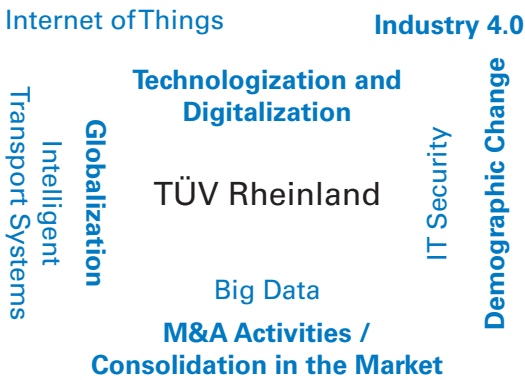 Internet of Things
Industry 4.0
Technologization and
Digitalization
Transport Systems
Intelligent
Globalization
TÜV Rheinland
IT Security
Demographic Change
Big Data
M&A Activities /
Consolidation in the Market